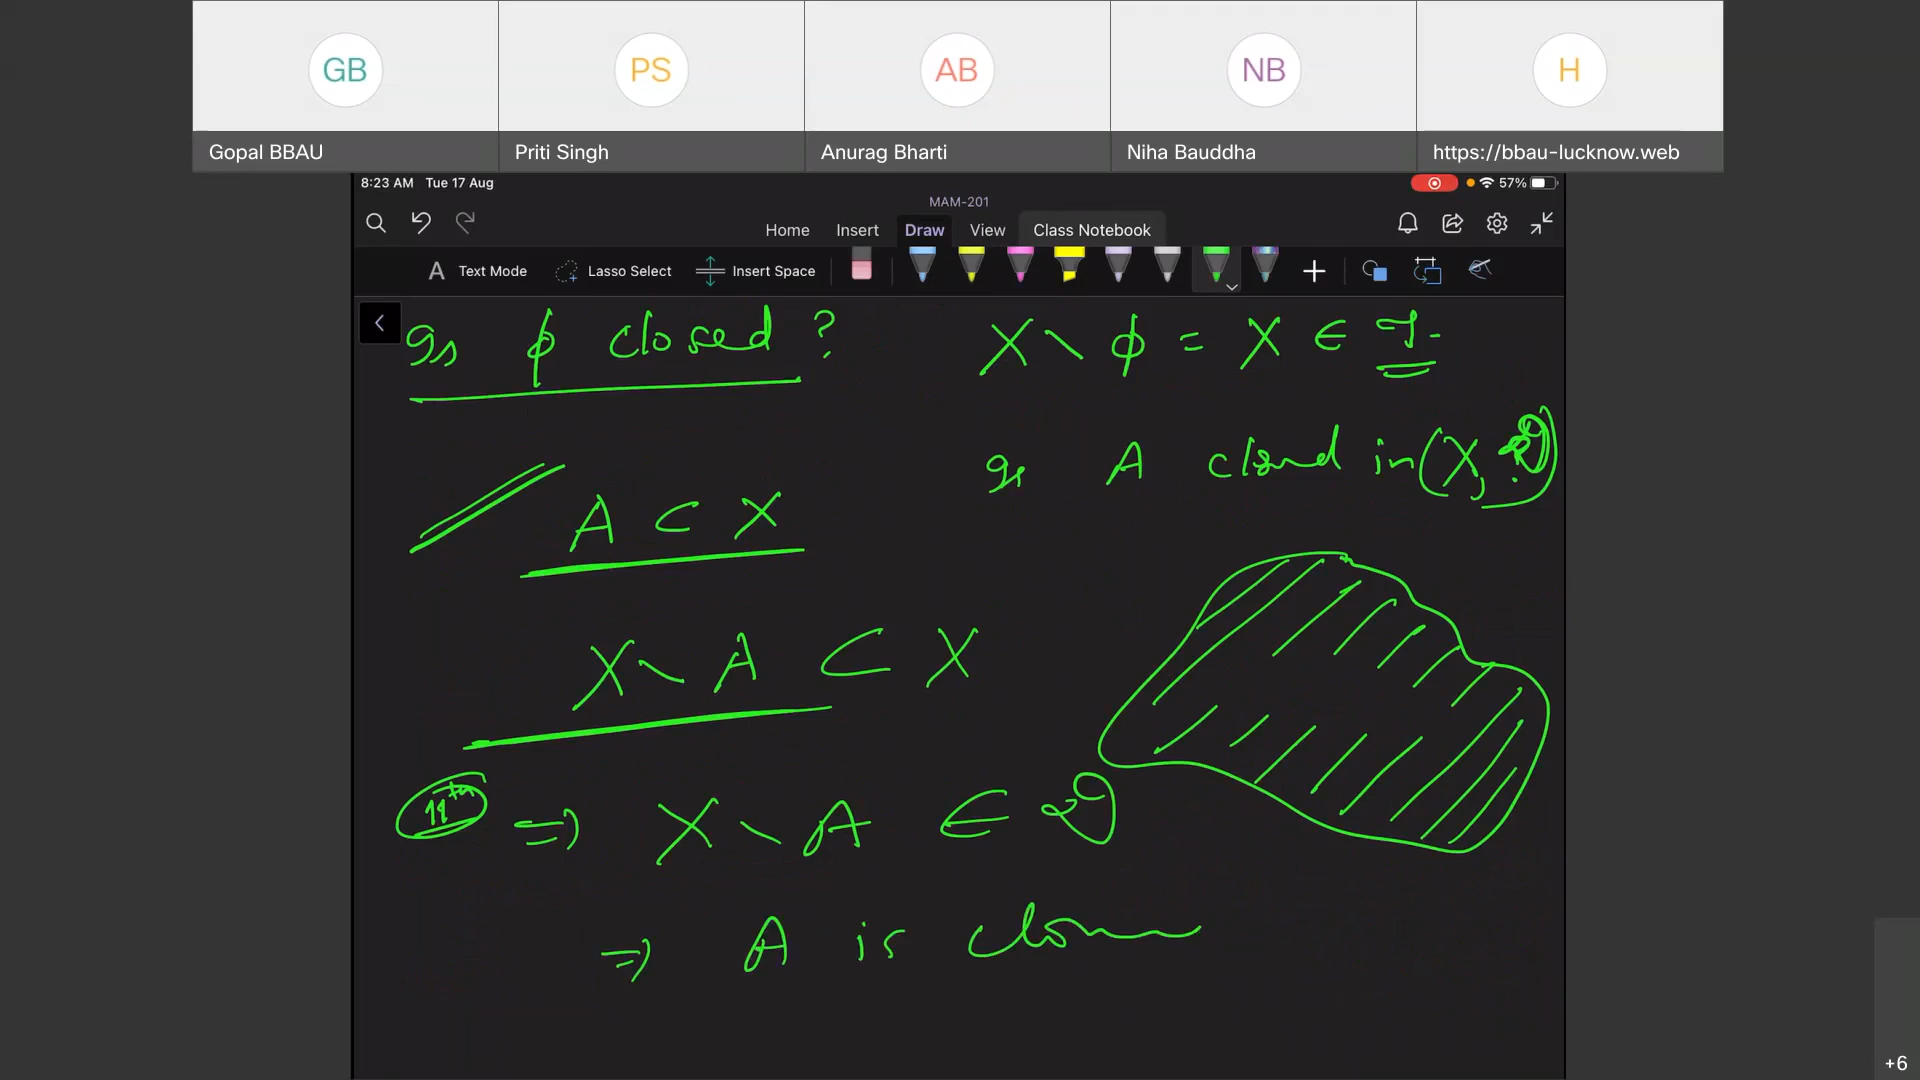 GB PS AB NB H
Gopal BBAU Priti Singh Anurag Bharti Niha Bauddha https://bbau-lucknow.web
8:23 AM Tue 17 Aug 57%
MAM-201
Home Insert Draw View Class Notebook
A Text Mode Lasso Select Insert Space
Is ϕ closed ? X \ ϕ = X ∈ T.
Is A closed in (X, D)
A ⊂ X
X \ A ⊂ X
⇒ X \ A ∈ D
⇒ A is closed
+6